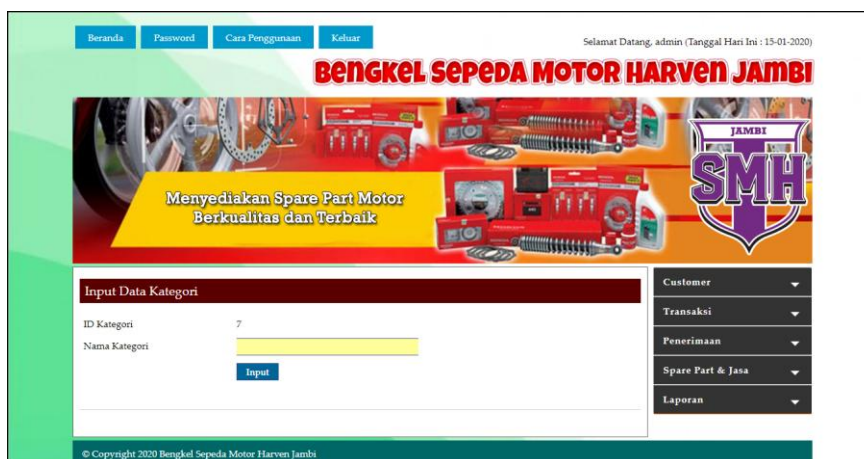 Beranda Password Cara Penggunaan Keluar
Selamat Datang, admin (Tanggal Hari Ini : 15-01-2020)
BENGKEL SEPEDA MOTOR HARVEN JAMBI
Menyediakan Spare Part Motor
Berkualitas dan Terbaik
JAMBI
SMH
Input Data Kategori
ID Kategori 7
Nama Kategori
Input
Customer
Transaksi
Penerimaan
Spare Part & Jasa
Laporan
© Copyright 2020 Bengkel Sepeda Motor Harven Jambi